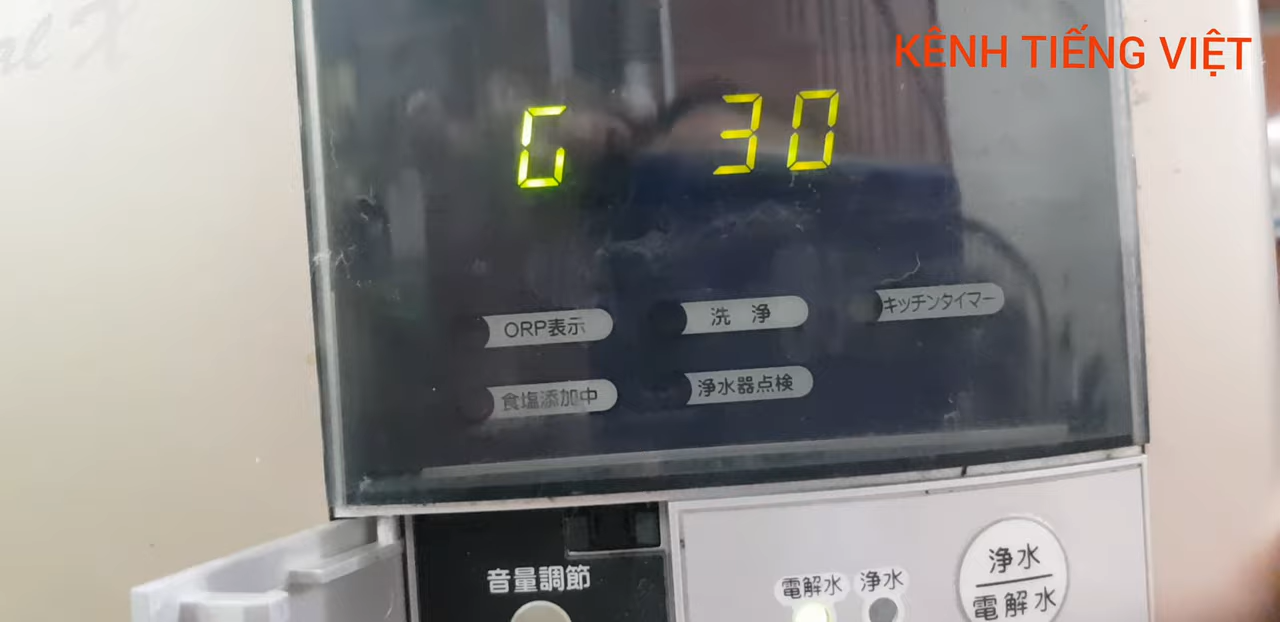 KÊNH TIẾNG VIỆT
al X
G 30
ORP表示
洗 浄
キッチンタイマー
食塩添加中
浄水器点検
音量調節
電解水
浄水
浄水
電解水